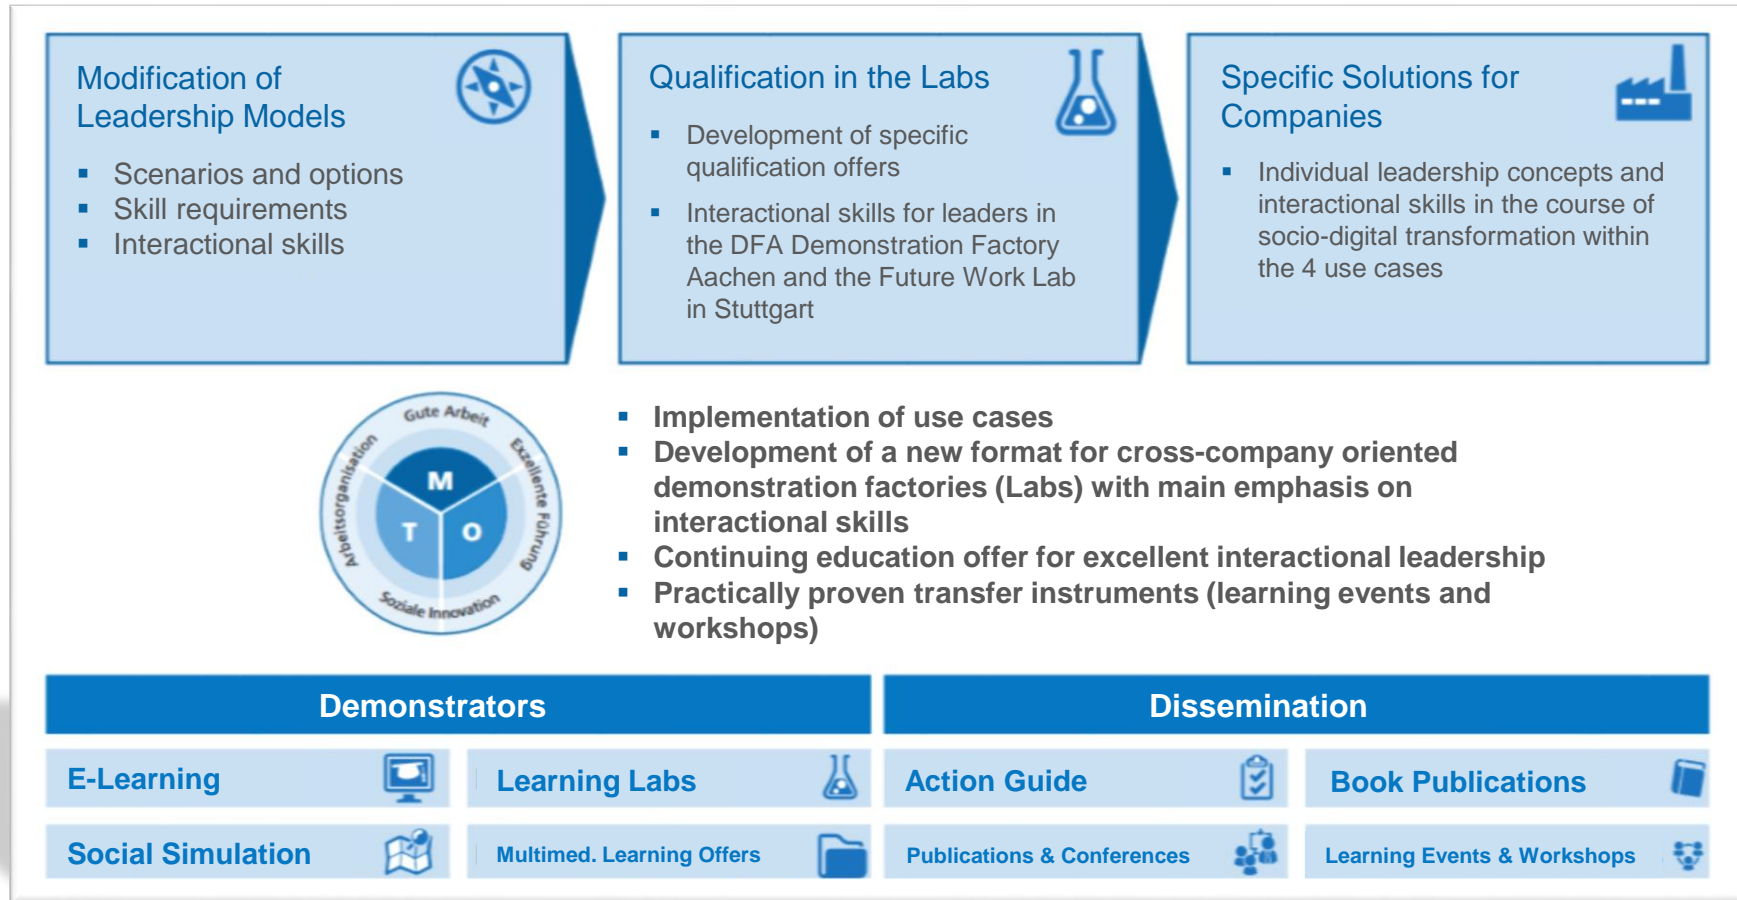 Modification of
Leadership Models
▪ Scenarios and options
▪ Skill requirements
▪ Interactional skills
Qualification in the Labs
▪ Development of specific
qualification offers
▪ Interactional skills for leaders in
the DFA Demonstration Factory
Aachen and the Future Work Lab
in Stuttgart
Specific Solutions for
Companies
▪ Individual leadership concepts and
interactional skills in the course of
socio-digital transformation within
the 4 use cases
Gute Arbeit
Arbeitsorganisation
Exzellente Führung
M
T O
Soziale Innovation
▪ Implementation of use cases
▪ Development of a new format for cross-company oriented
demonstration factories (Labs) with main emphasis on
interactional skills
▪ Continuing education offer for excellent interactional leadership
▪ Practically proven transfer instruments (learning events and
workshops)
Demonstrators
Dissemination
E-Learning
Learning Labs
Action Guide
Book Publications
Social Simulation
Multimed. Learning Offers
Publications & Conferences
Learning Events & Workshops